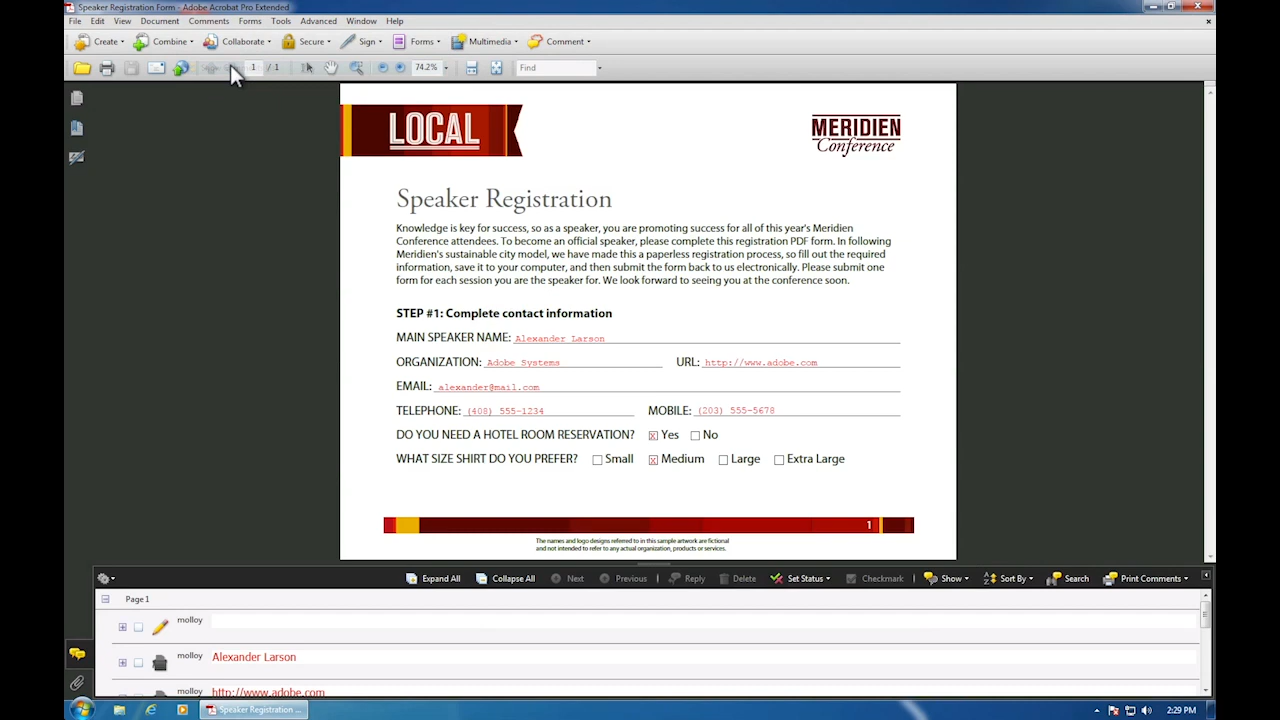 Speaker Registration Form - Adobe Acrobat Pro Extended
File Edit View Document Comments Forms Tools Advanced Window Help
Create Combine Collaborate Secure Sign Forms Multimedia Comment
1 / 1 74.2% Find
LOCAL
MERIDIEN
Conference
Speaker Registration
Knowledge is key for success, so as a speaker, you are promoting success for all of this year's Meridien
Conference attendees. To become an official speaker, please complete this registration PDF form. In following
Meridien's sustainable city model, we have made this a paperless registration process, so fill out the required
information, save it to your computer, and then submit the form back to us electronically. Please submit one
form for each session you are the speaker for. We look forward to seeing you at the conference soon.
STEP #1: Complete contact information
MAIN SPEAKER NAME: Alexander Larson
ORGANIZATION: Adobe Systems URL: http://www.adobe.com
EMAIL: alexander@mail.com
TELEPHONE: (408) 555-1234 MOBILE: (203) 555-5678
DO YOU NEED A HOTEL ROOM RESERVATION? X Yes No
WHAT SIZE SHIRT DO YOU PREFER? Small X Medium Large Extra Large
1
The names and logo designs referred to in this sample artwork are fictional
and not intended to refer to any actual organization, products or services.
Expand All Collapse All Next Previous Reply Delete Set Status Checkmark Show Sort By Search Print Comments
Page 1
molloy
molloy Alexander Larson
molloy http://www.adobe.com
Speaker Registration ... 2:29 PM